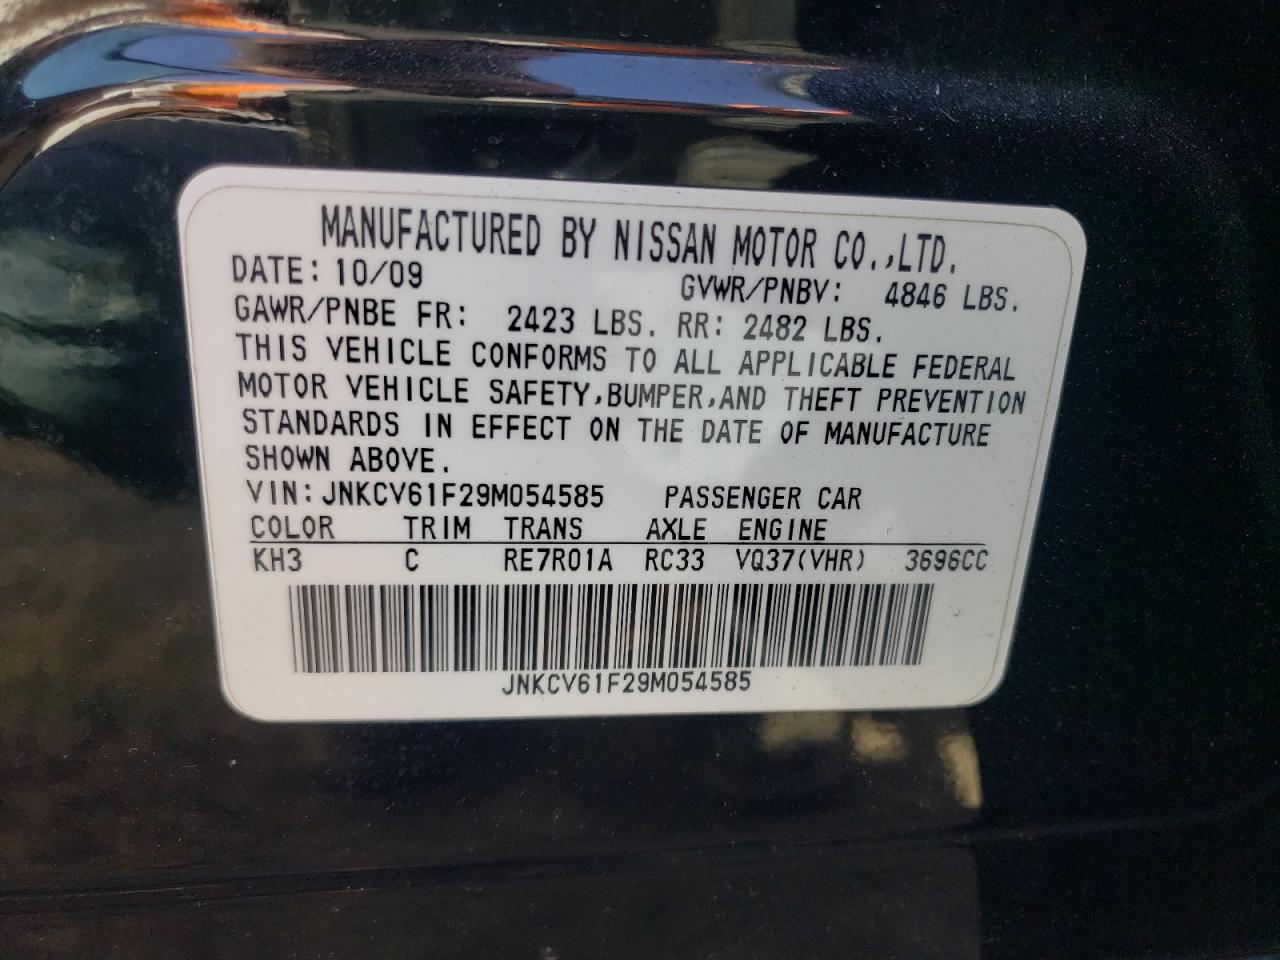 MANUFACTURED BY NISSAN MOTOR CO.,LTD.
DATE: 10/09 GVWR/PNBV: 4846 LBS.
GAWR/PNBE FR: 2423 LBS. RR: 2482 LBS.
THIS VEHICLE CONFORMS TO ALL APPLICABLE FEDERAL
MOTOR VEHICLE SAFETY,BUMPER,AND THEFT PREVENTION
STANDARDS IN EFFECT ON THE DATE OF MANUFACTURE
SHOWN ABOVE.
VIN:JNKCV61F29M054585 PASSENGER CAR
COLOR TRIM TRANS AXLE ENGINE
KH3 C RE7R01A RC33 VQ37(VHR) 3696CC
JNKCV61F29M054585